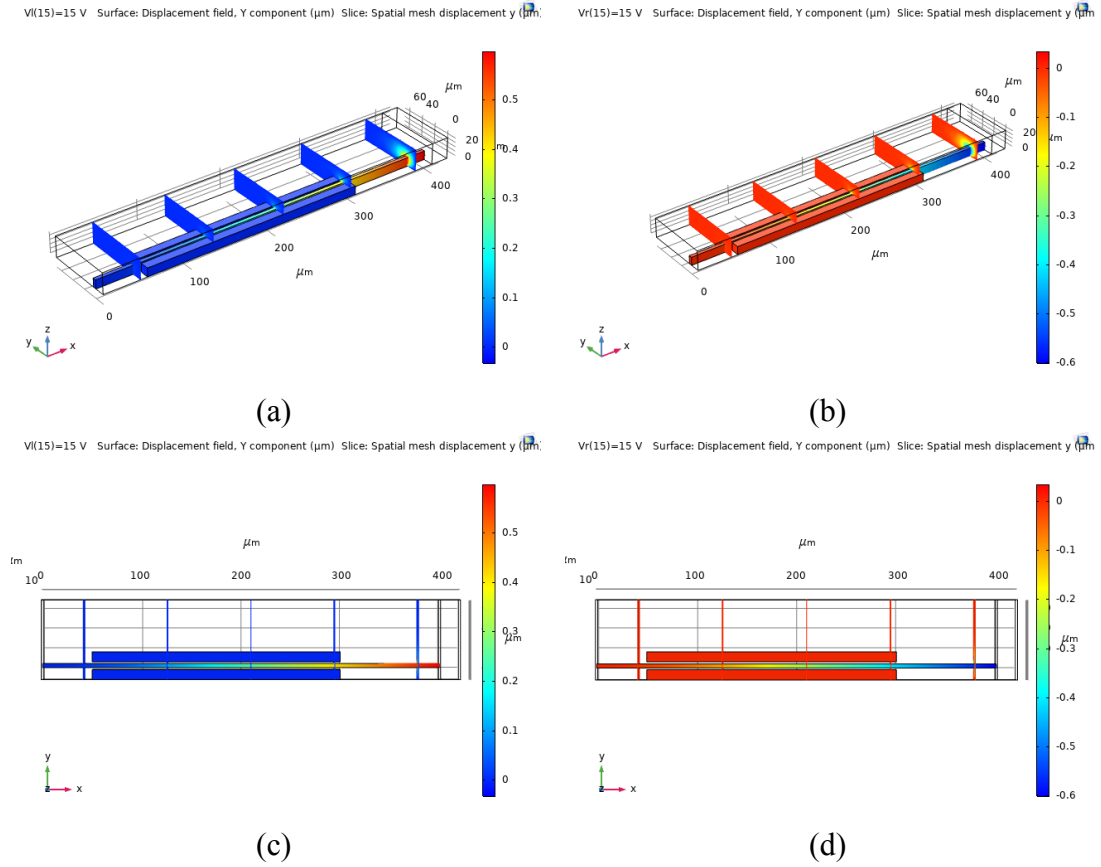 Vl(15)=15 V Surface: Displacement field, Y component (μm) Slice: Spatial mesh displacement y (μm)
0.5
0.4
0.3
0.2
0.1
0
μm
60
40
0
20
0
400
300
200
100
0
μm
y
z
x
(a)
Vr(15)=15 V Surface: Displacement field, Y component (μm) Slice: Spatial mesh displacement y (μm
0
-0.1
-0.2
-0.3
-0.4
-0.5
-0.6
μm
60
40
0
20
0
μm
400
300
200
100
0
μm
y
z
x
(b)
Vl(15)=15 V Surface: Displacement field, Y component (μm) Slice: Spatial mesh displacement y (μm)
μm
10
0 100 200 300 400
0.5
0.4
0.3
μm
0.2
0.1
0
y
z
x
(c)
Vr(15)=15 V Surface: Displacement field, Y component (μm) Slice: Spatial mesh displacement y (μm
μm
10
0 100 200 300 400
0
-0.1
-0.2
μm
-0.3
-0.4
-0.5
-0.6
y
z
x
(d)